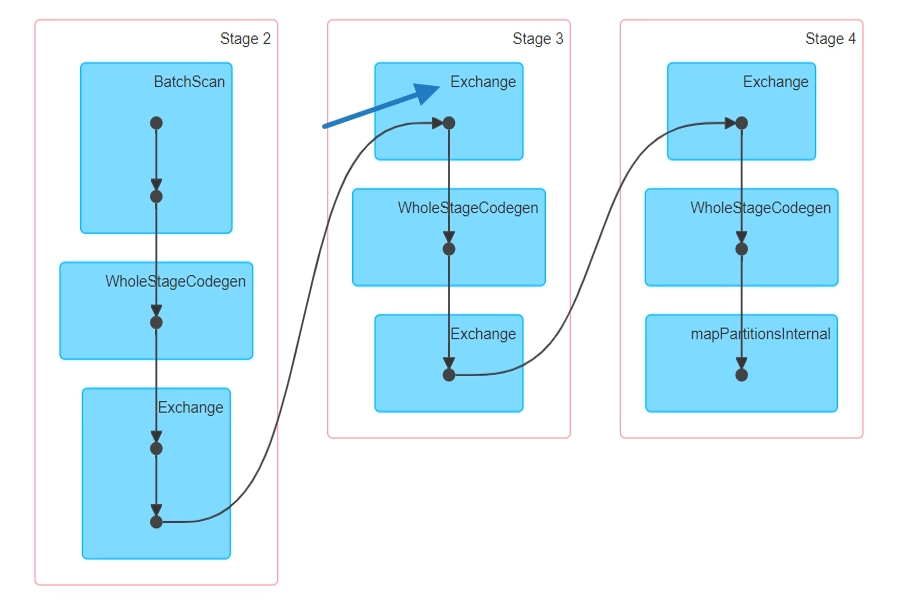 Stage 2
BatchScan
WholeStageCodegen
Exchange
Stage 3
Exchange
WholeStageCodegen
Exchange
Stage 4
Exchange
WholeStageCodegen
mapPartitionsInternal